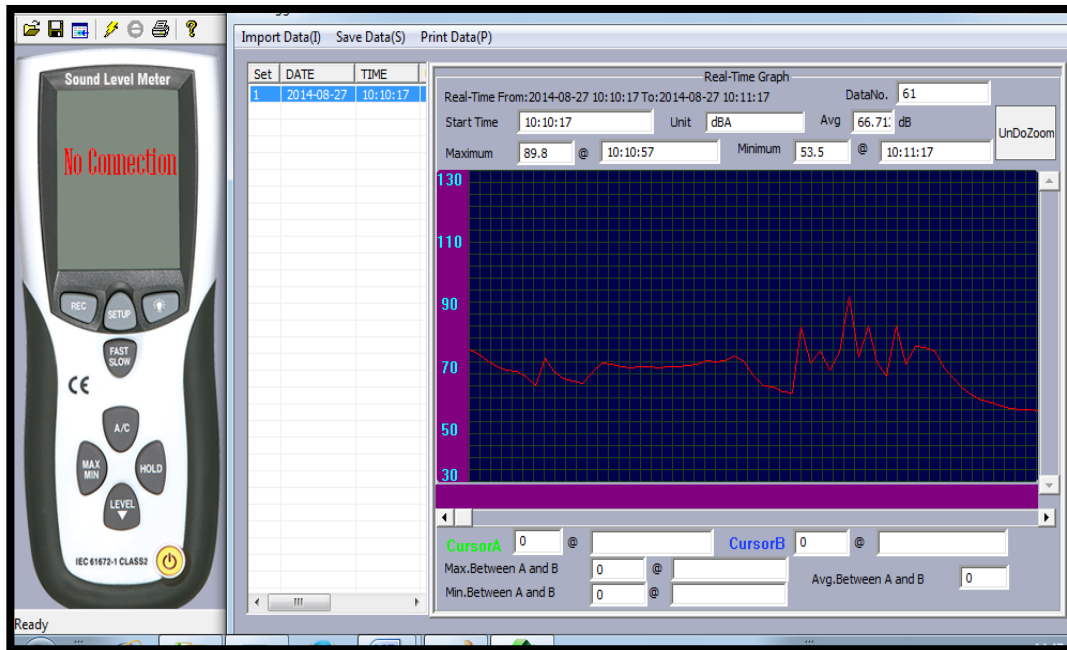 Import Data(I) Save Data(S) Print Data(P)
Sound Level Meter
No Connection
REC
SETUP
FAST
SLOW
A/C
MAX
MIN
HOLD
LEVEL
IEC 61672-1 CLASS2
Ready
Set DATE TIME
1 2014-08-27 10:10:17
Real-Time Graph
Real-Time From:2014-08-27 10:10:17 To:2014-08-27 10:11:17 DataNo. 61
Start Time 10:10:17 Unit dBA Avg 66.71 dB
UnDoZoom
Maximum 89.8 @ 10:10:57 Minimum 53.5 @ 10:11:17
130
110
90
70
50
30
CursorA 0 @ CursorB 0 @
Max.Between A and B 0 @
Avg.Between A and B 0
Min.Between A and B 0 @